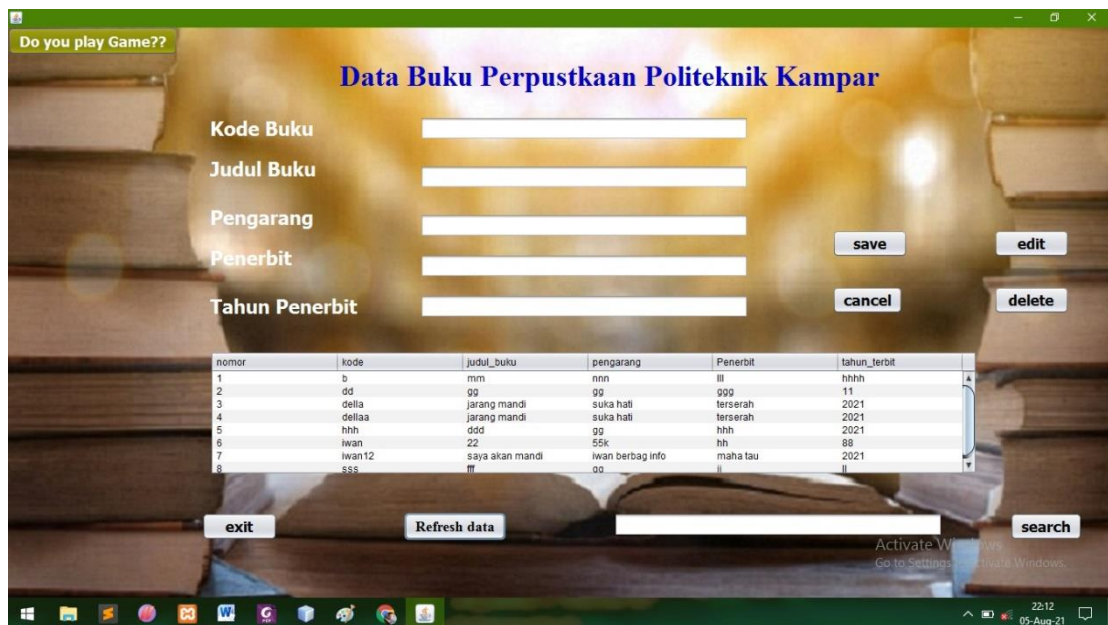 Do you play Game??
Data Buku Perpustkaan Politeknik Kampar
Kode Buku
Judul Buku
Pengarang
Penerbit
Tahun Penerbit
save edit
cancel delete
nomor kode judul_buku pengarang Penerbit tahun_terbit
1 b mm nnn lll hhhh
2 dd gg gg ggg 11
3 della jarang mandi suka hati terserah 2021
4 dellaa jarang mandi suka hati terserah 2021
5 hhh ddd gg hhh 2021
6 iwan 22 55k hh 88
7 iwan12 saya akan mandi iwan berbag info maha tau 2021
8 sss fff
exit Refresh data search
Activate Windows
Go to Settings to activate Windows.
22:12
05-Aug-21